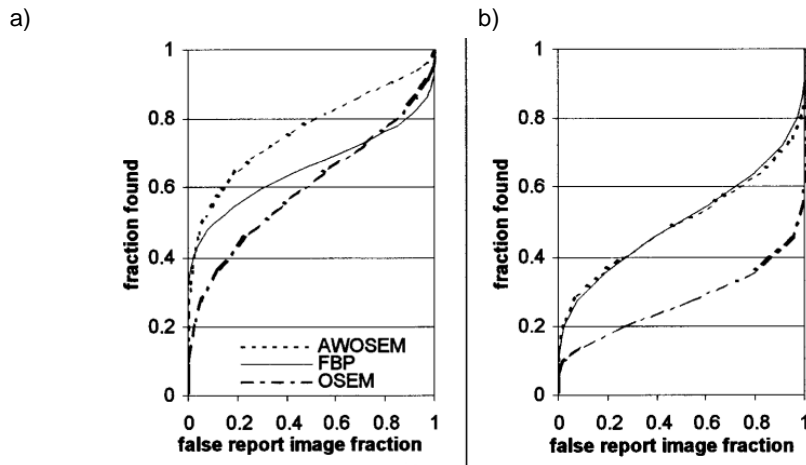 a)
b)
1
0.8
0.6
0.4
0.2
0
fraction found
AWOSEM
FBP
OSEM
0 0.2 0.4 0.6 0.8 1
false report image fraction
1
0.8
0.6
0.4
0.2
0
fraction found
0 0.2 0.4 0.6 0.8 1
false report image fraction